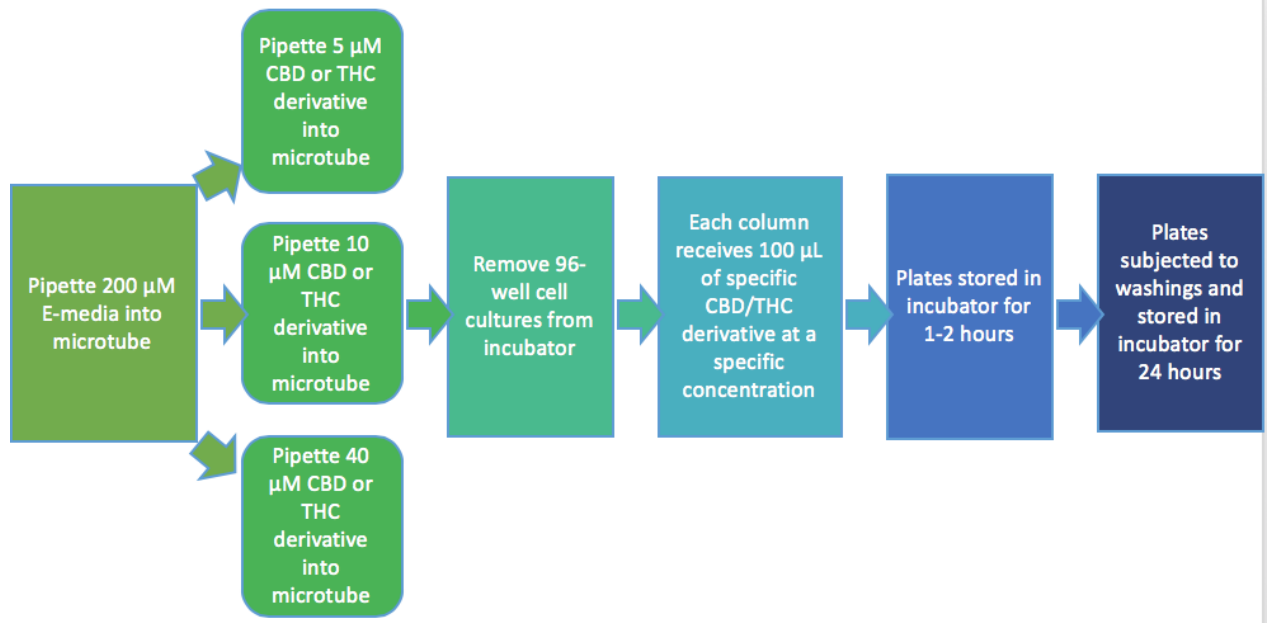 Pipette 200 μM
E-media into
microtube
Pipette 5 μM
CBD or THC
derivative
into
microtube
Pipette 10
μM CBD or
THC
derivative
into
microtube
Pipette 40
μM CBD or
THC
derivative
into
microtube
Remove 96-
well cell
cultures from
incubator
Each column
receives 100 μL
of specific
CBD/THC
derivative at a
specific
concentration
Plates stored in
incubator for
1-2 hours
Plates
subjected to
washings and
stored in
incubator for
24 hours